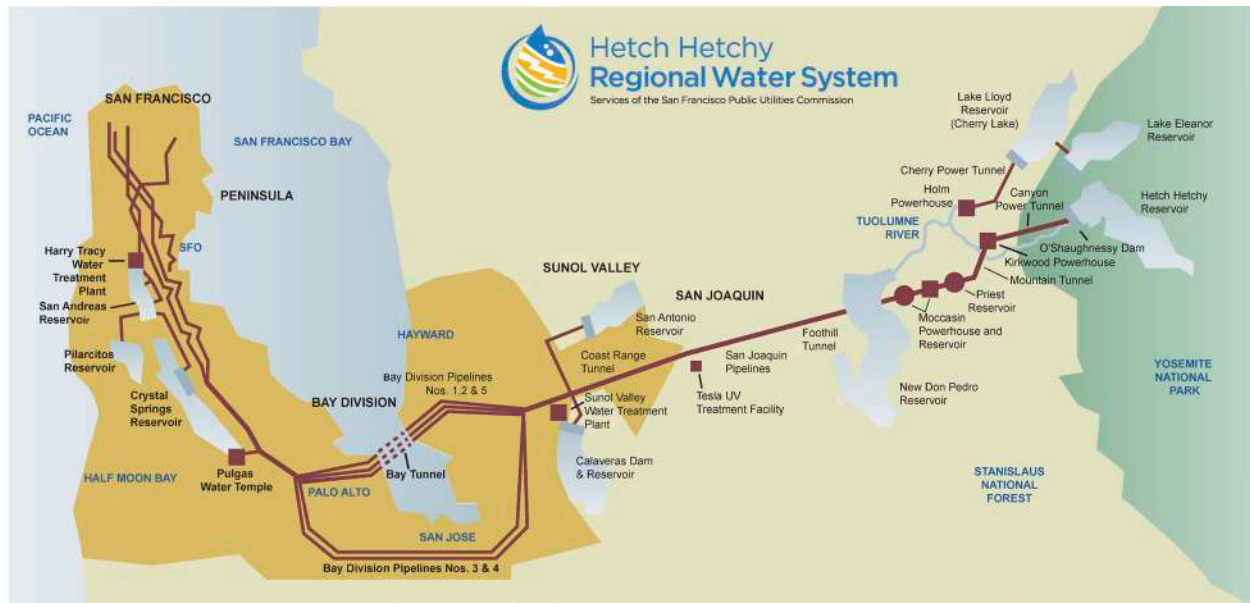 Hetch Hetchy
Regional Water System
Services of the San Francisco Public Utilities Commission
SAN FRANCISCO
PACIFIC
OCEAN
SAN FRANCISCO BAY
PENINSULA
SFO
Harry Tracy
Water
Treatment
Plant
San Andreas
Reservoir
Pilarcitos
Reservoir
Crystal
Springs
Reservoir
HALF MOON BAY
Pulgas
Water Temple
PALO ALTO
BAY DIVISION
HAYWARD
Bay Division Pipelines
Nos. 1,2 & 5
Bay Tunnel
SAN JOSE
Bay Division Pipelines Nos. 3 & 4
SUNOL VALLEY
San Antonio
Reservoir
Coast Range
Tunnel
Sunol Valley
Water Treatment
Plant
Calaveras Dam
& Reservoir
SAN JOAQUIN
San Joaquin
Pipelines
Tesla UV
Treatment Facility
Foothill
Tunnel
New Don Pedro
Reservoir
TUOLUMNE
RIVER
Moccasin
Powerhouse and
Reservoir
Priest
Reservoir
Mountain Tunnel
Kirkwood Powerhouse
O'Shaughnessy Dam
Canyon
Power Tunnel
Holm
Powerhouse
Cherry Power Tunnel
Lake Lloyd
Reservoir
(Cherry Lake)
Lake Eleanor
Reservoir
Hetch Hetchy
Reservoir
YOSEMITE
NATIONAL
PARK
STANISLAUS
NATIONAL
FOREST